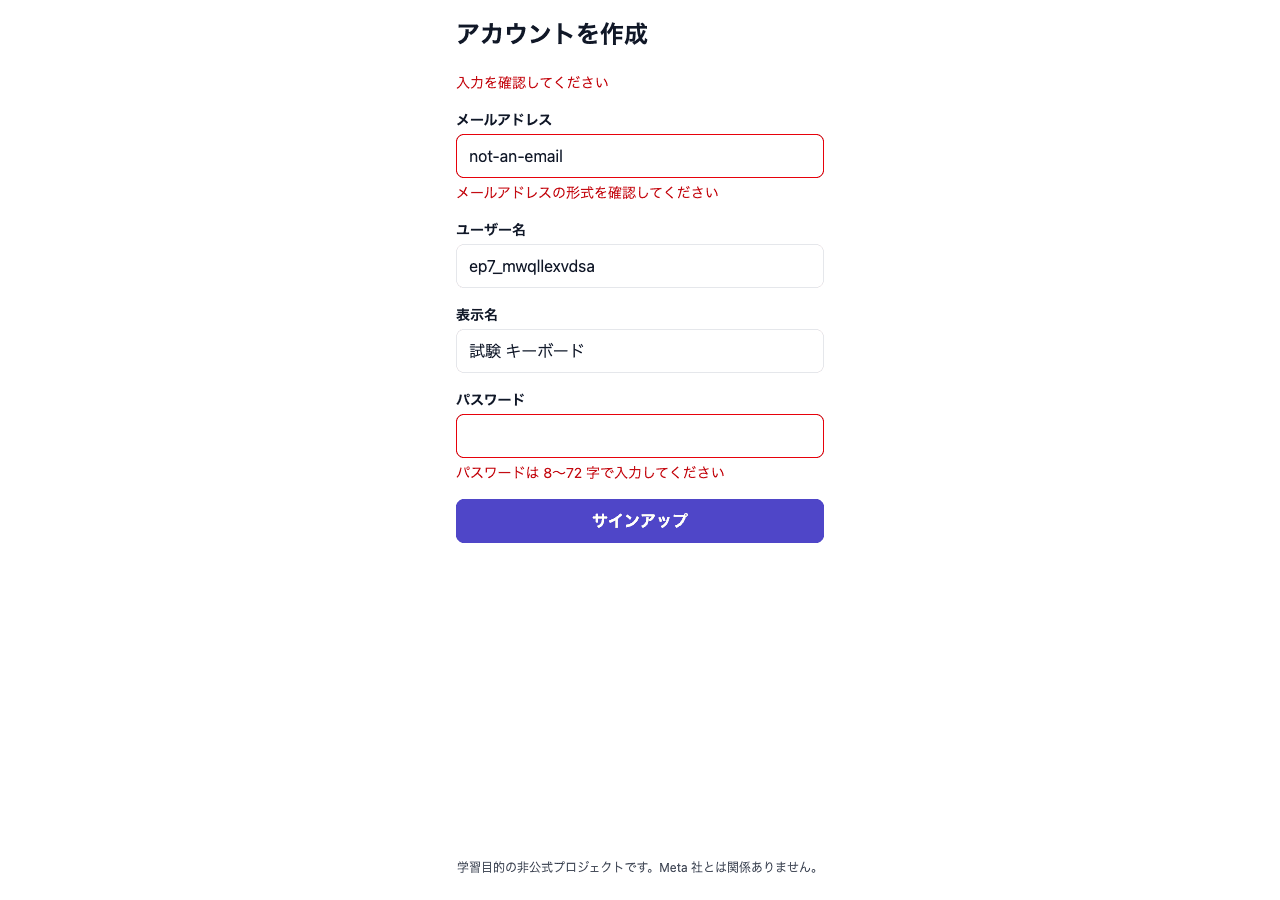 アカウントを作成
入力を確認してください
メールアドレス
not-an-email
メールアドレスの形式を確認してください
ユーザー名
ep7_mwqllexvdsa
表示名
試験 キーボード
パスワード
パスワードは 8〜72 字で入力してください
サインアップ
学習目的の非公式プロジェクトです。Meta 社とは関係ありません。